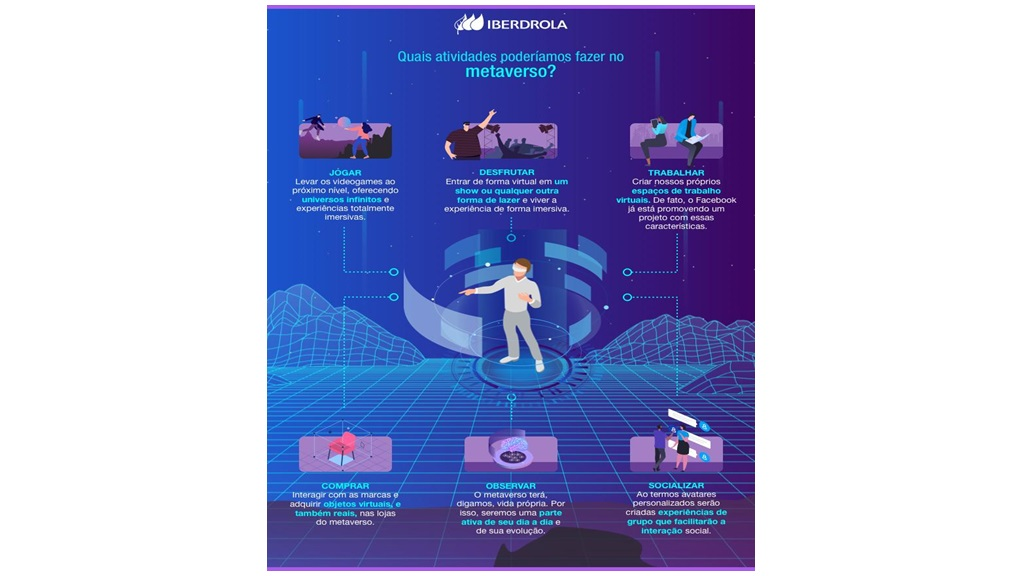 IBERDROLA
Quais atividades poderíamos fazer no
metaverso?
JOGAR
Levar os videogames ao
próximo nível, oferecendo
universos infinitos e
experiências totalmente
imersivas.
DESFRUTAR
Entrar de forma virtual em um
show ou qualquer outra
forma de lazer e viver a
experiência de forma imersiva.
TRABALHAR
Criar nossos próprios
espaços de trabalho
virtuais. De fato, o Facebook
já está promovendo um
projeto com essas
características.
COMPRAR
Interagir com as marcas e
adquirir objetos virtuais, e
também reais, nas lojas
do metaverso.
OBSERVAR
O metaverso terá,
digamos, vida própria. Por
isso, seremos uma parte
ativa de seu dia a dia e
de sua evolução.
SOCIALIZAR
Ao termos avatares
personalizados serão
criadas experiências de
grupo que facilitarão a
interação social.